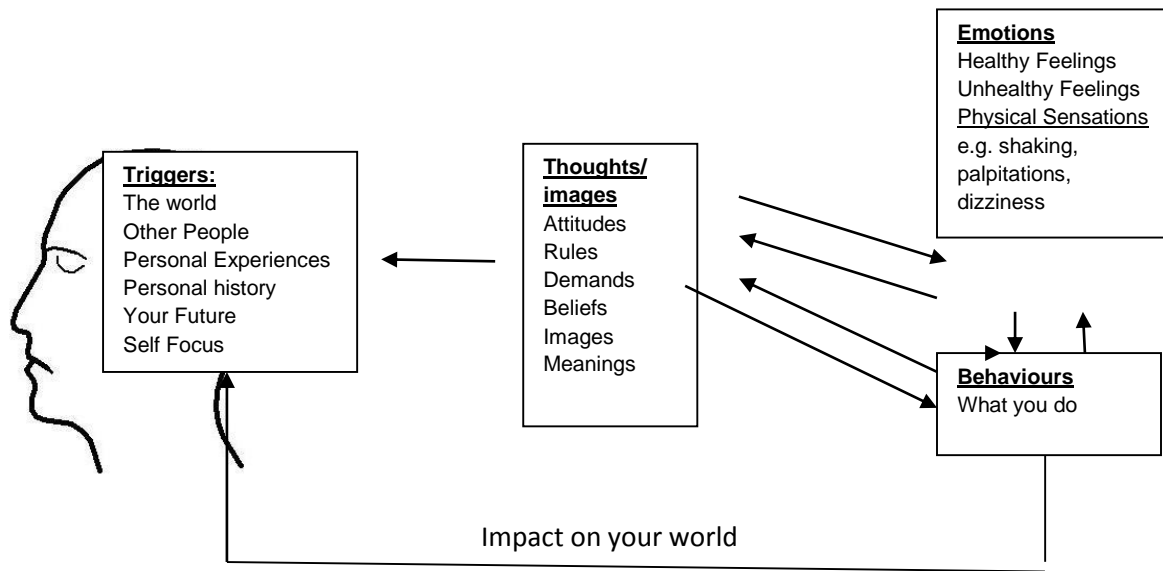 Triggers:
The world
Other People
Personal Experiences
Personal history
Your Future
Self Focus
Thoughts/
images
Attitudes
Rules
Demands
Beliefs
Images
Meanings
Emotions
Healthy Feelings
Unhealthy Feelings
Physical Sensations
e.g. shaking,
palpitations,
dizziness
Behaviours
What you do
Impact on your world